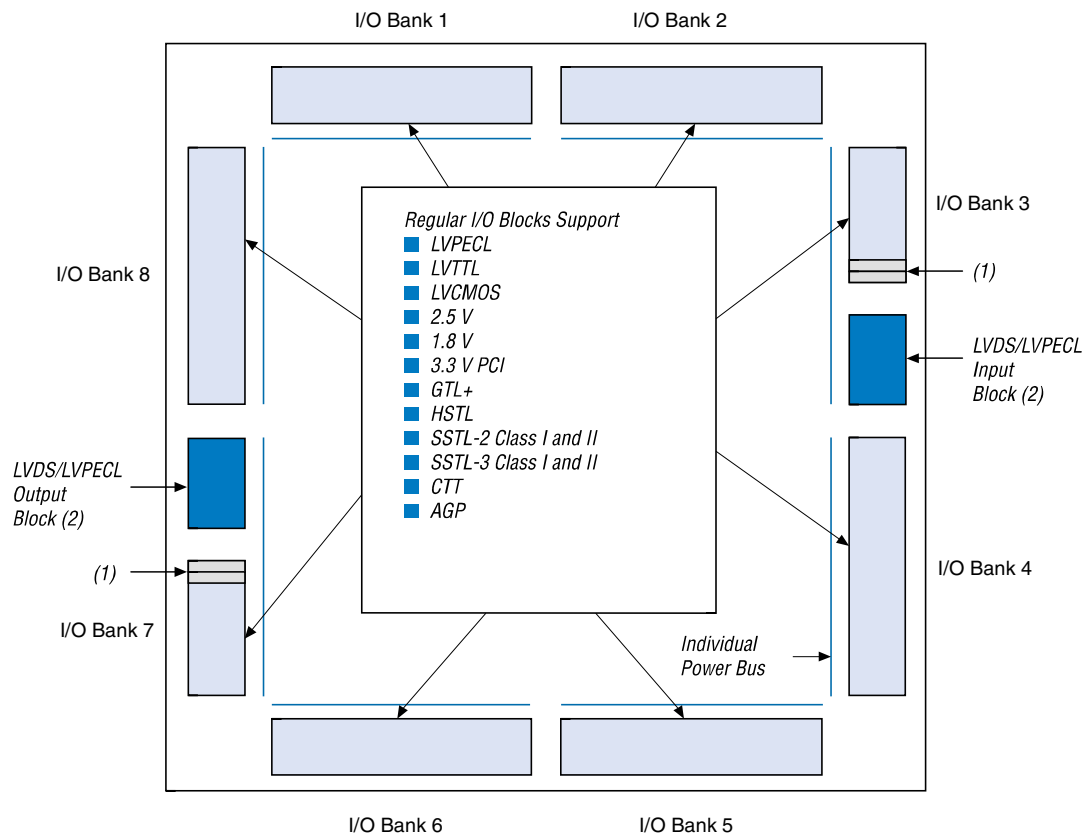 I/O Bank 1
I/O Bank 2
I/O Bank 3
(1)
LVDS/LVPECL
Input
Block (2)
I/O Bank 8
Regular I/O Blocks Support
LVPECL
LVTTL
LVCMOS
2.5 V
1.8 V
3.3 V PCI
GTL+
HSTL
SSTL-2 Class I and II
SSTL-3 Class I and II
CTT
AGP
LVDS/LVPECL
Output
Block (2)
(1)
I/O Bank 7
I/O Bank 4
Individual
Power Bus
I/O Bank 6
I/O Bank 5